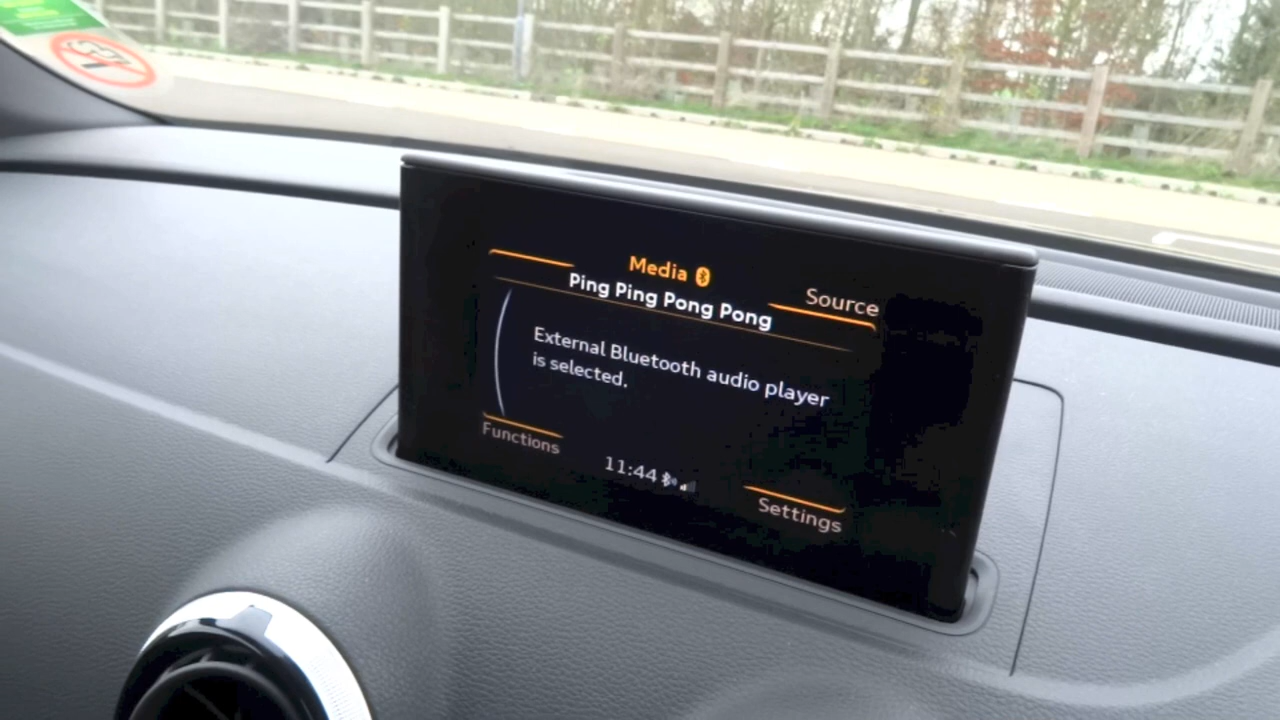 Media
Source
Ping Ping Pong Pong
External Bluetooth audio player
is selected.
Functions
11:44
Settings